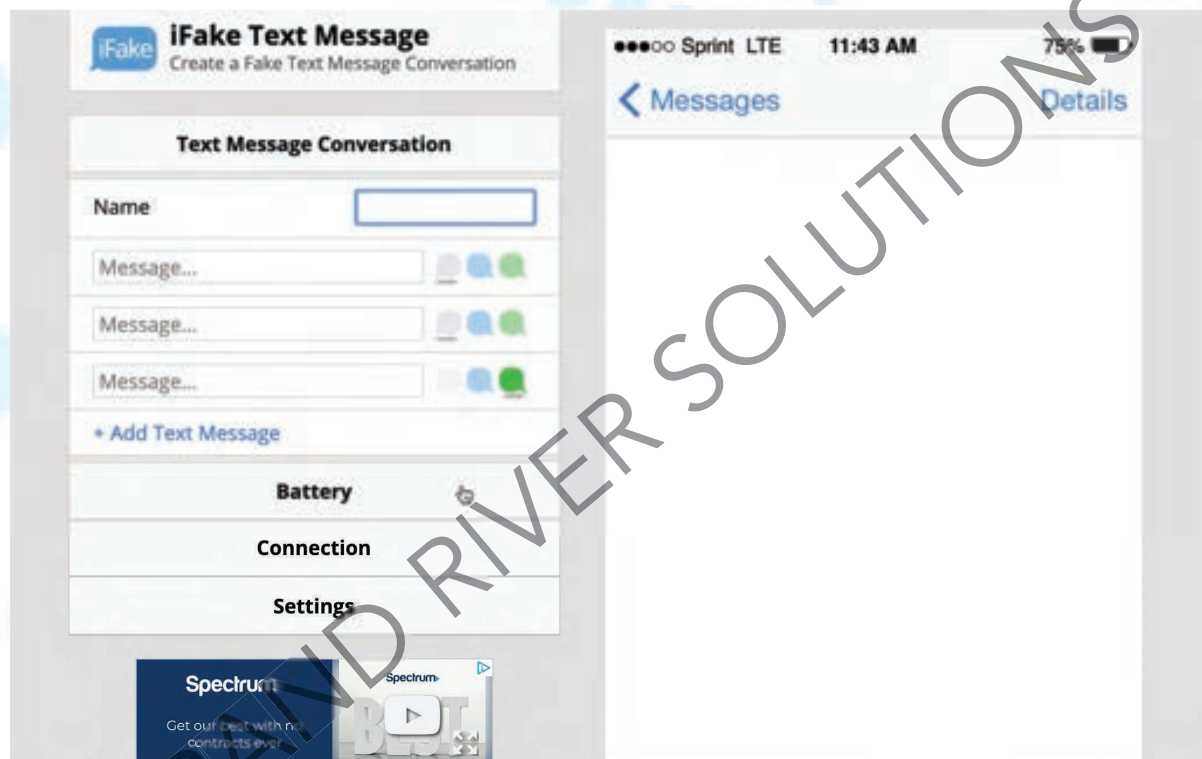 iFake
iFake Text Message
Create a Fake Text Message Conversation
Text Message Conversation
Name
Message...
Message...
Message...
+ Add Text Message
Battery
Connection
Settings
Spectrum
Get our best with no
contracts ever
Spectrum
BEST
Sprint LTE 11:43 AM 75%
Messages Details
AND RIVER SOLUTIONS